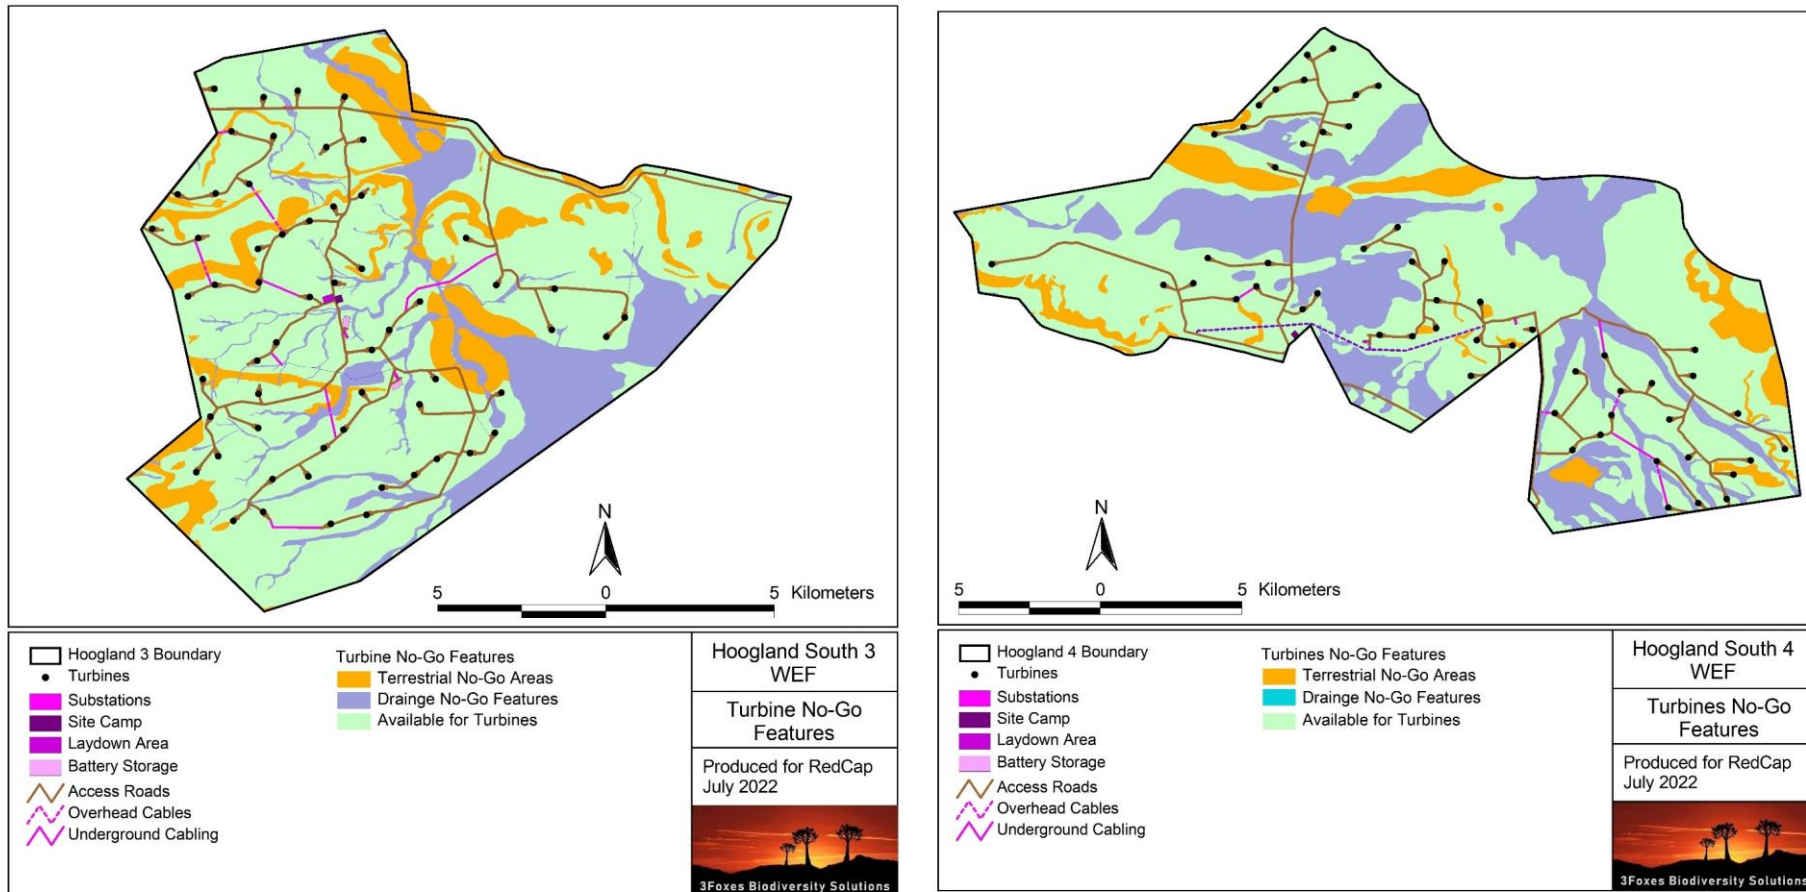 N
5 0 5 Kilometers
Hoogland 3 Boundary
Turbines
Substations
Site Camp
Laydown Area
Battery Storage
Access Roads
Overhead Cables
Underground Cabling
Turbine No-Go Features
Terrestrial No-Go Areas
Drainge No-Go Features
Available for Turbines
Hoogland South 3
WEF
Turbine No-Go
Features
Produced for RedCap
July 2022
3Foxes Biodiversity Solutions
N
5 0 5 Kilometers
Hoogland 4 Boundary
Turbines
Substations
Site Camp
Laydown Area
Battery Storage
Access Roads
Overhead Cables
Underground Cabling
Turbines No-Go Features
Terrestrial No-Go Areas
Drainge No-Go Features
Available for Turbines
Hoogland South 4
WEF
Turbines No-Go
Features
Produced for RedCap
July 2022
3Foxes Biodiversity Solutions